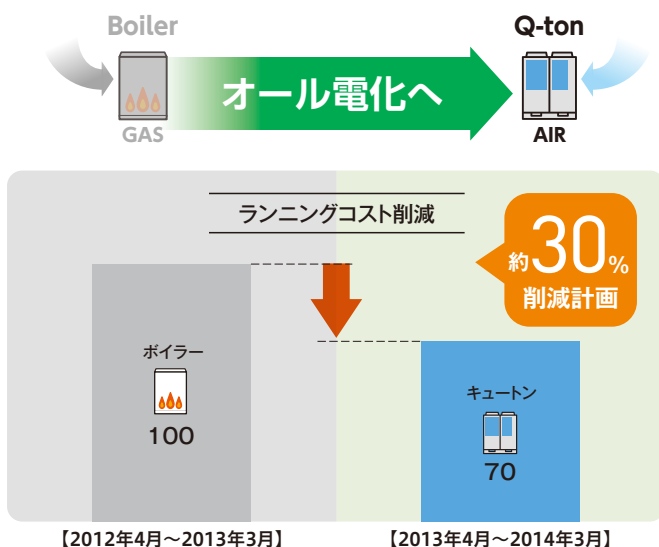 Boiler
Q-ton
オール電化へ
GAS
AIR
ランニングコスト削減
約30%
削減計画
ボイラー
100
キュートン
70
【2012年4月～2013年3月】
【2013年4月～2014年3月】